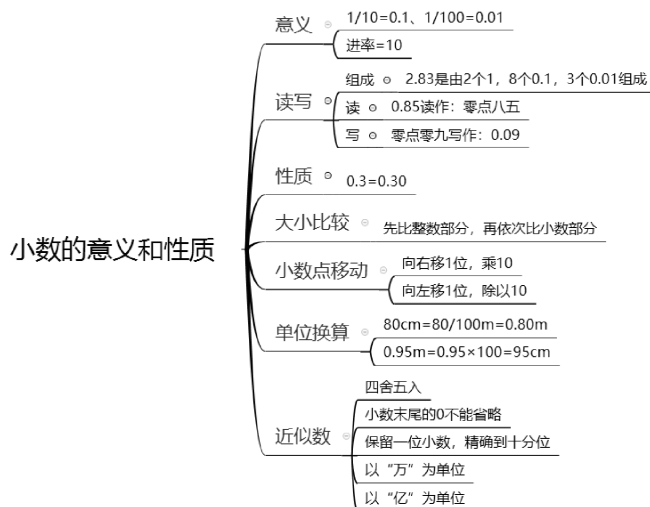 小数的意义和性质
意义
1/10=0.1、1/100=0.01
进率=10
读写
组成
2.83是由2个1，8个0.1，3个0.01组成
读
0.85读作：零点八五
写
零点零九写作：0.09
性质
0.3=0.30
大小比较
先比整数部分，再依次比小数部分
小数点移动
向右移1位，乘10
向左移1位，除以10
单位换算
80cm=80/100m=0.80m
0.95m=0.95×100=95cm
近似数
四舍五入
小数末尾的0不能省略
保留一位小数，精确到十分位
以“万”为单位
以“亿”为单位